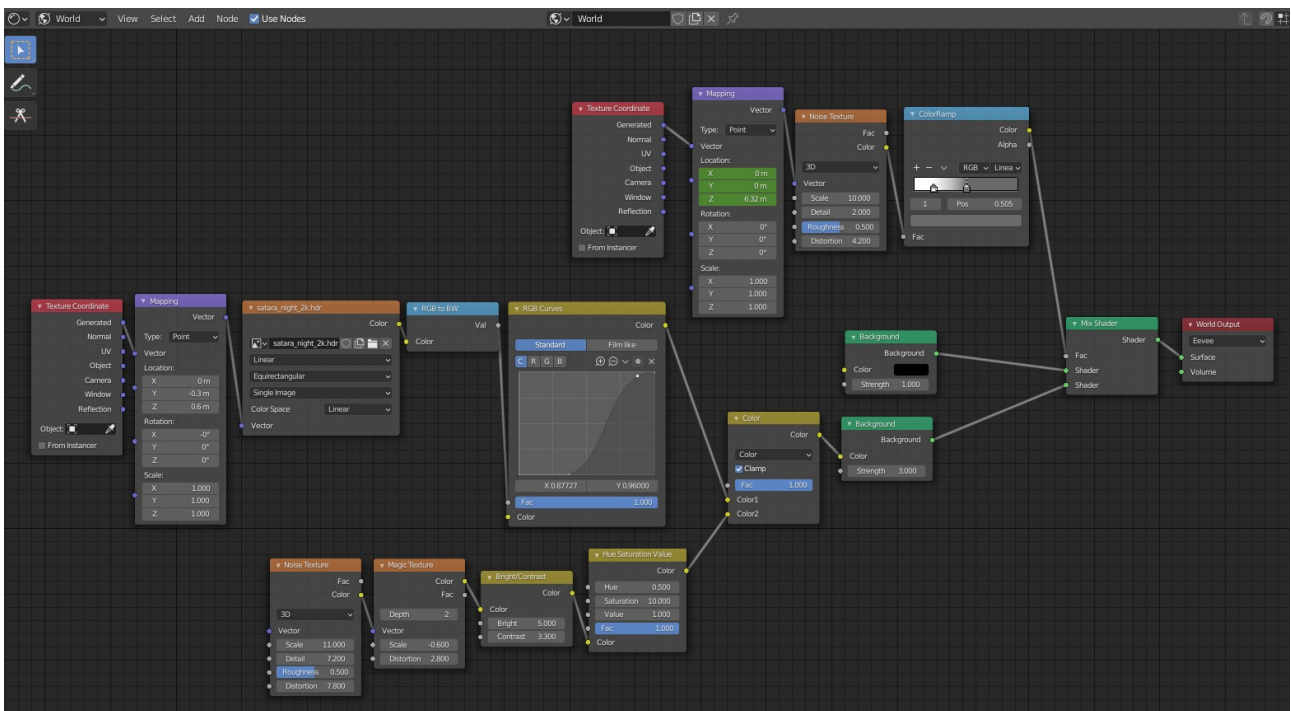 World View Select Add Node Use Nodes World
Texture Coordinate
Generated
Normal
UV
Object
Camera
Window
Reflection
Object:
From Instancer
Mapping
Vector
Type: Point
Vector
Location:
X 0 m
Y 0 m
Z 6.32 m
Rotation:
X 0°
Y 0°
Z 0°
Scale:
X 1.000
Y 1.000
Z 1.000
Noise Texture
Fac
Color
3D
Vector
Scale 10.000
Detail 2.000
Roughness 0.500
Distortion 4.200
ColorRamp
Color
Alpha
RGB Linea
1 Pos 0.505
Fac
Texture Coordinate
Generated
Normal
UV
Object
Camera
Window
Reflection
Object:
From Instancer
Mapping
Vector
Type: Point
Vector
Location:
X 0 m
Y -0.3 m
Z 0.6 m
Rotation:
X -0°
Y 0°
Z 0°
Scale:
X 1.000
Y 1.000
Z 1.000
satara_night_2k.hdr
Color
satara_night_2k.hdr
Linear
Equirectangular
Single Image
Color Space Linear
Vector
RGB to BW
Val
Color
RGB Curves
Color
Standard Film like
C R G B
X 0.87727 Y 0.96000
Fac 1.000
Color
Background
Background
Color
Strength 1.000
Mix Shader
Shader
Fac
Shader
Shader
World Output
Eevee
Surface
Volume
Color
Color
Color
Clamp
Fac 1.000
Color1
Color2
Background
Background
Color
Strength 3.000
Noise Texture
Fac
Color
3D
Vector
Scale 11.000
Detail 7.200
Roughness 0.500
Distortion 7.800
Magic Texture
Color
Fac
Depth 2
Vector
Scale -0.600
Distortion 2.800
Bright/Contrast
Color
Color
Bright 5.000
Contrast 3.300
Hue Saturation Value
Color
Hue 0.500
Saturation 10.000
Value 1.000
Fac 1.000
Color